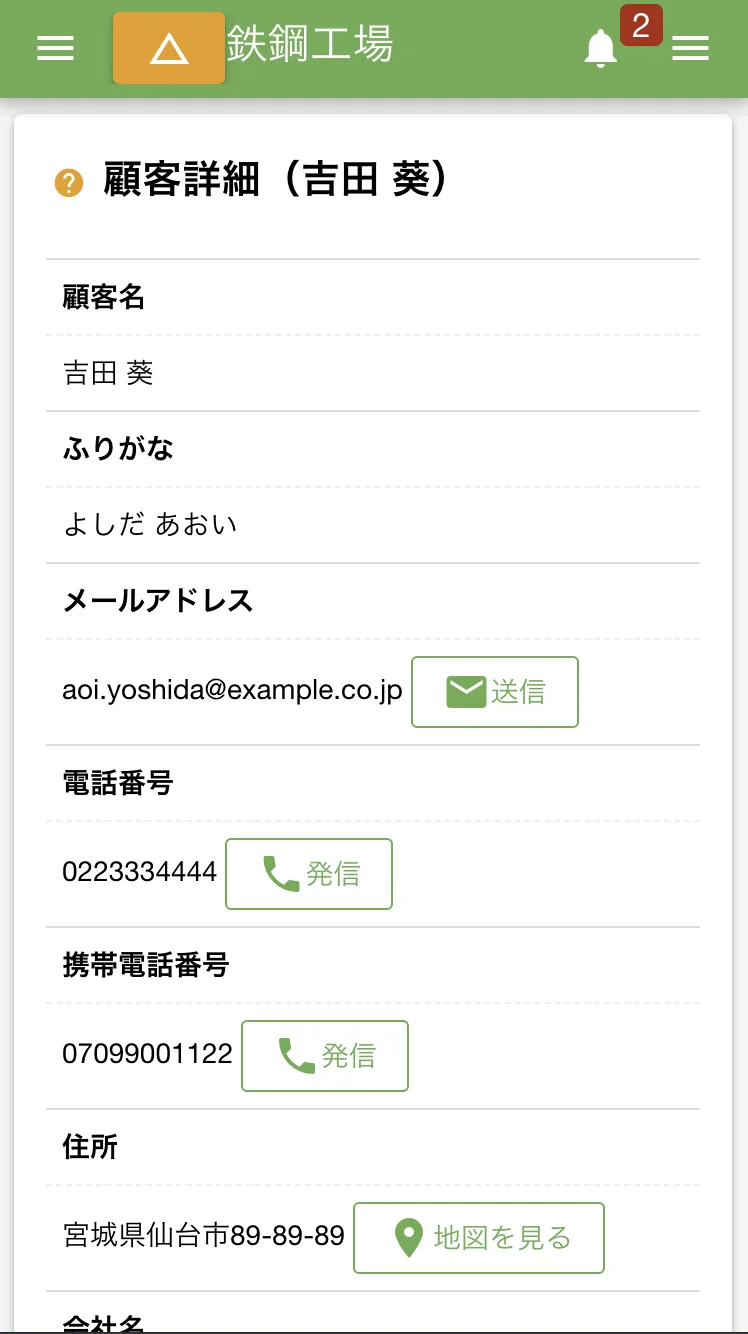 鉄鋼工場
2
顧客詳細（吉田 葵）
顧客名
吉田 葵
ふりがな
よしだ あおい
メールアドレス
aoi.yoshida@example.co.jp 送信
電話番号
0223334444 発信
携帯電話番号
07099001122 発信
住所
宮城県仙台市89-89-89 地図を見る
会社名